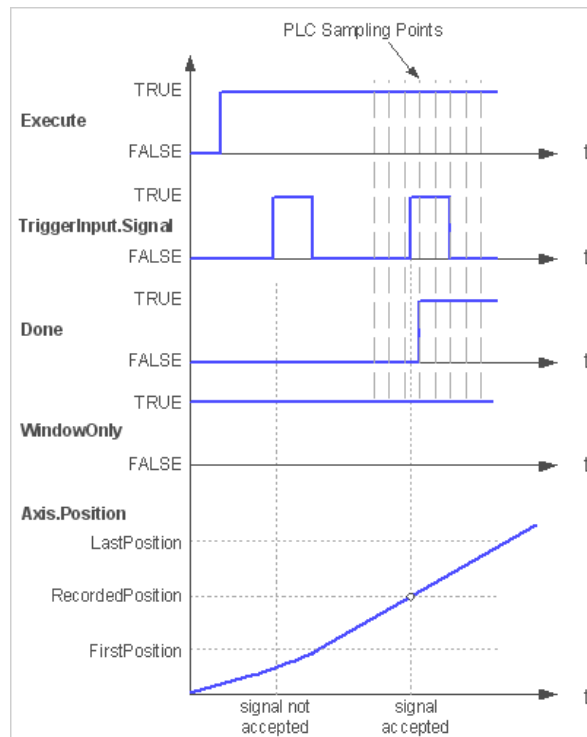 PLC Sampling Points
TRUE
Execute
FALSE
t
TRUE
TriggerInput.Signal
FALSE
t
TRUE
Done
FALSE
t
TRUE
WindowOnly
FALSE
t
Axis.Position
LastPosition
RecordedPosition
FirstPosition
t
signal not
accepted
signal
accepted